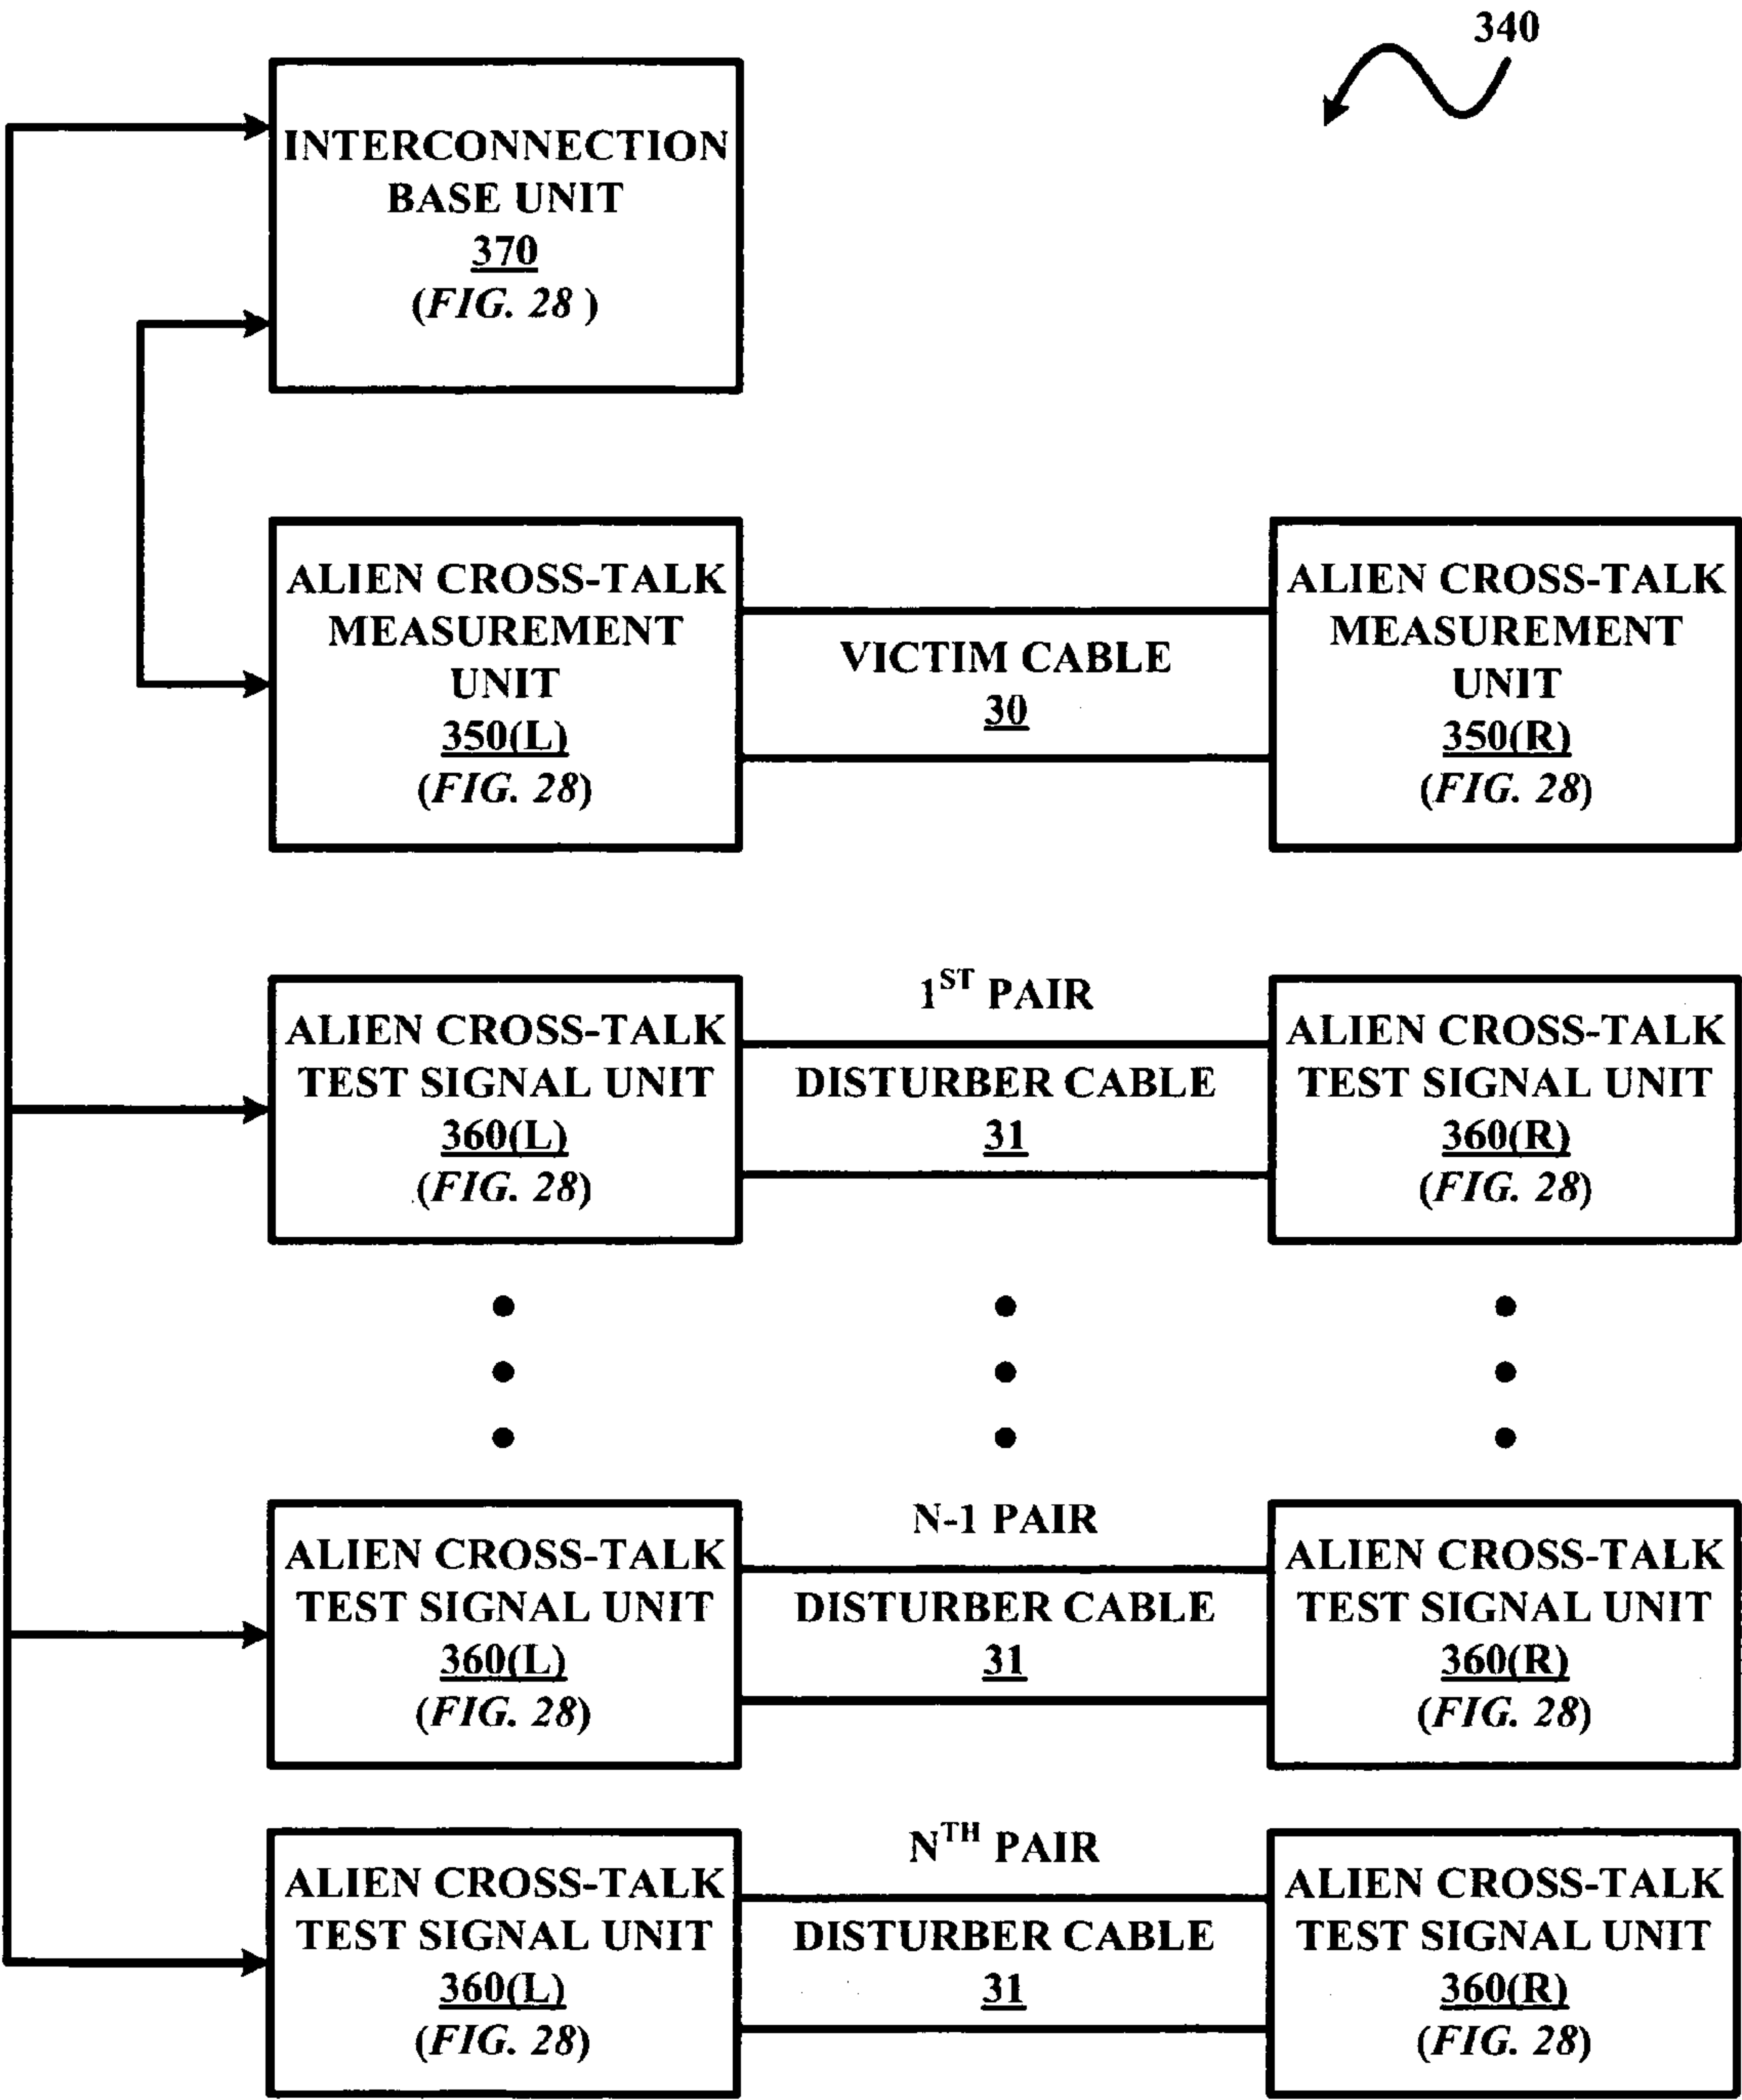 340
INTERCONNECTION
BASE UNIT
370
(FIG. 28 )
ALIEN CROSS-TALK
MEASUREMENT
UNIT
350(L)
(FIG. 28)
VICTIM CABLE
30
ALIEN CROSS-TALK
MEASUREMENT
UNIT
350(R)
(FIG. 28)
ALIEN CROSS-TALK
TEST SIGNAL UNIT
360(L)
(FIG. 28)
1ST PAIR
DISTURBER CABLE
31
ALIEN CROSS-TALK
TEST SIGNAL UNIT
360(R)
(FIG. 28)
ALIEN CROSS-TALK
TEST SIGNAL UNIT
360(L)
(FIG. 28)
N-1 PAIR
DISTURBER CABLE
31
ALIEN CROSS-TALK
TEST SIGNAL UNIT
360(R)
(FIG. 28)
ALIEN CROSS-TALK
TEST SIGNAL UNIT
360(L)
(FIG. 28)
NTH PAIR
DISTURBER CABLE
31
ALIEN CROSS-TALK
TEST SIGNAL UNIT
360(R)
(FIG. 28)